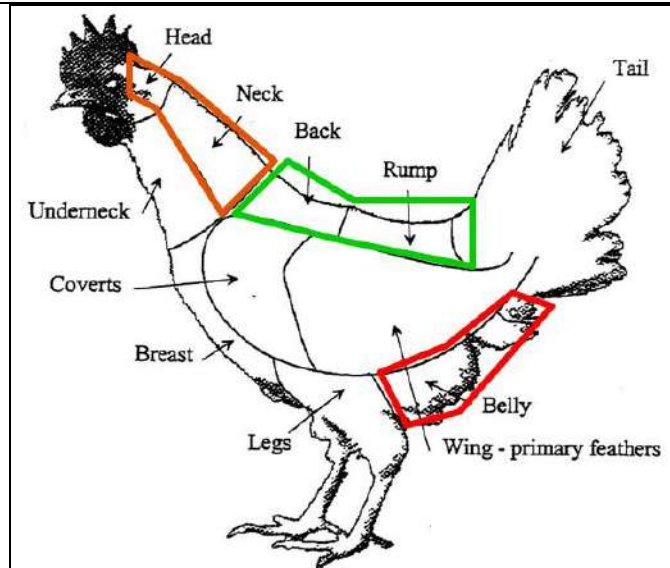 Head
Tail
Neck
Back
Rump
Underneck
Coverts
Breast
Belly
Legs
Wing - primary feathers